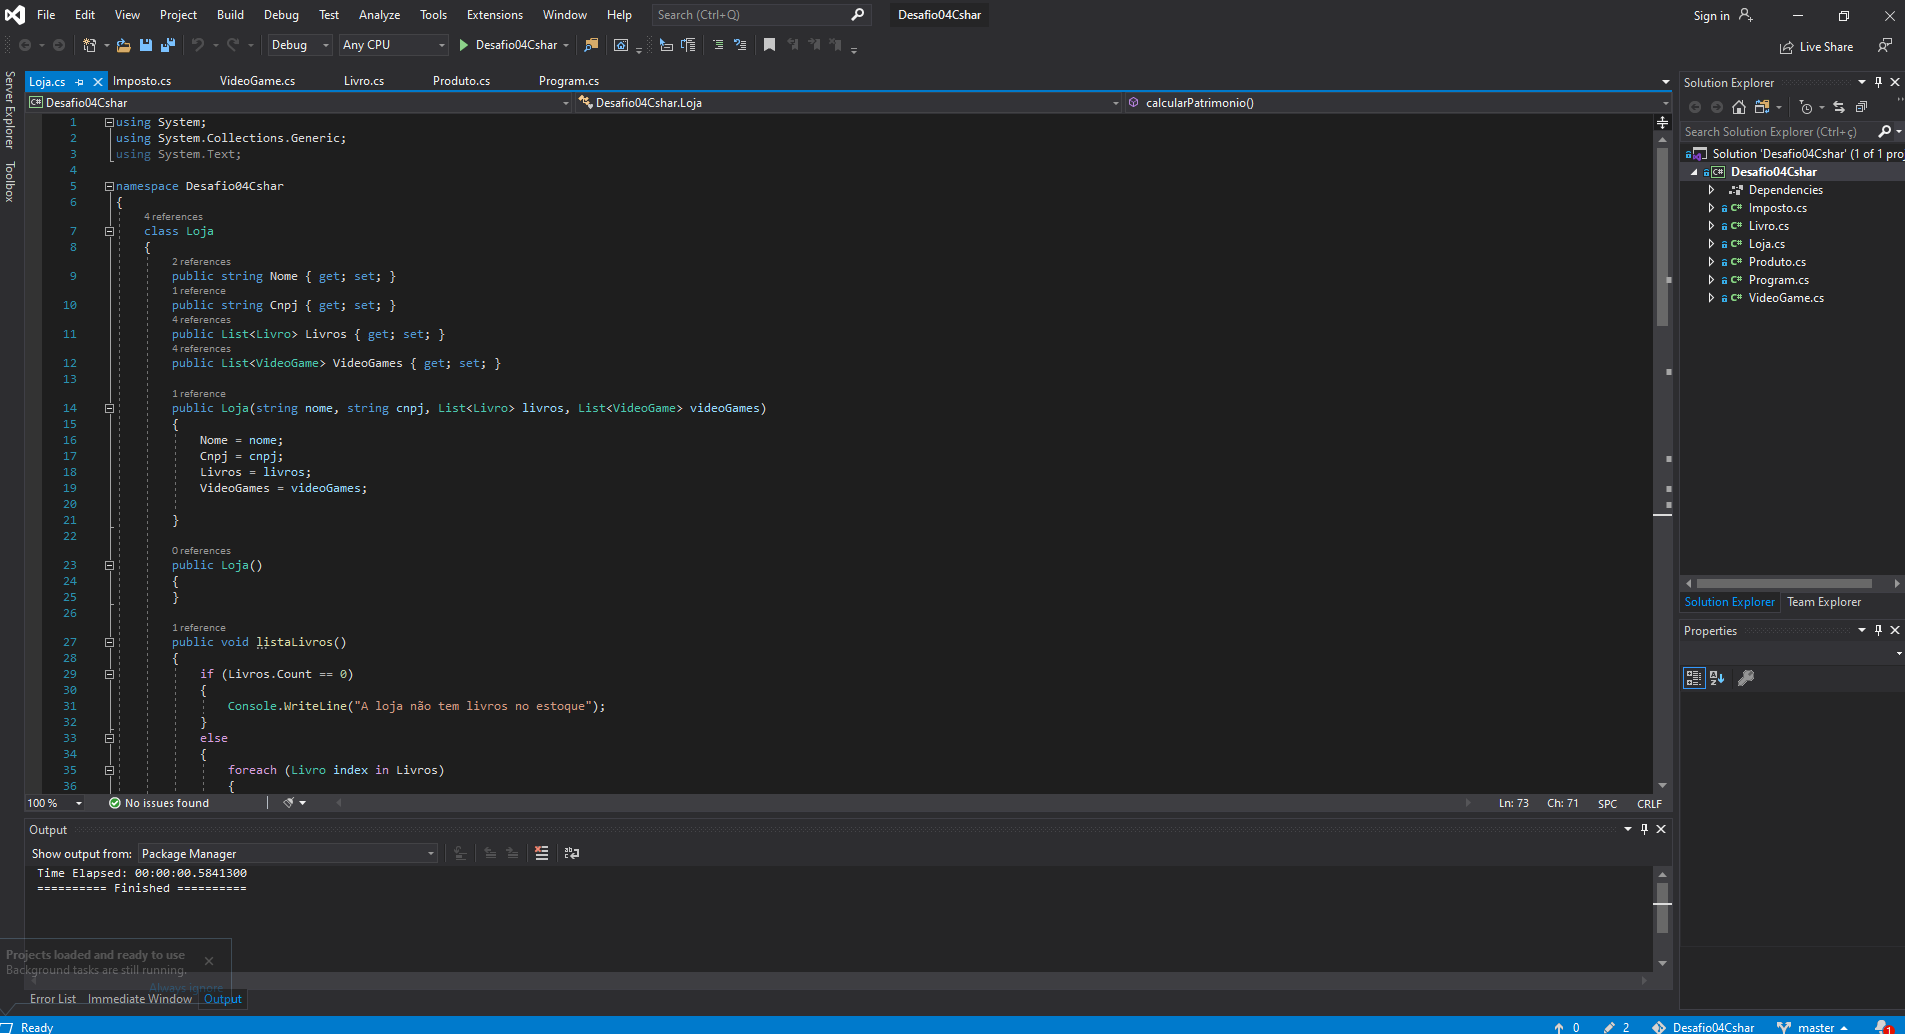 File Edit View Project Build Debug Test Analyze Tools Extensions Window Help Search (Ctrl+Q) Desafio04Cshar Sign in
Debug Any CPU Desafio04Cshar Live Share
Server Explorer
Toolbox
Loja.cs Imposto.cs VideoGame.cs Livro.cs Produto.cs Program.cs
C# Desafio04Cshar Desafio04Cshar.Loja calcularPatrimonio()
1 using System;
2 using System.Collections.Generic;
3 using System.Text;
4
5 namespace Desafio04Cshar
6 {
4 references
7 class Loja
8 {
2 references
9 public string Nome { get; set; }
1 reference
10 public string Cnpj { get; set; }
4 references
11 public List<Livro> Livros { get; set; }
4 references
12 public List<VideoGame> VideoGames { get; set; }
13
1 reference
14 public Loja(string nome, string cnpj, List<Livro> livros, List<VideoGame> videoGames)
15 {
16 Nome = nome;
17 Cnpj = cnpj;
18 Livros = livros;
19 VideoGames = videoGames;
20
21 }
22
0 references
23 public Loja()
24 {
25 }
26
1 reference
27 public void listaLivros()
28 {
29 if (Livros.Count == 0)
30 {
31 Console.WriteLine("A loja não tem livros no estoque");
32 }
33 else
34 {
35 foreach (Livro index in Livros)
36 {
100 % No issues found Ln: 73 Ch: 71 SPC CRLF
Output
Show output from: Package Manager
Time Elapsed: 00:00:00.5841300
========== Finished ==========
Projects loaded and ready to use
Background tasks are still running.
Always ignore
Error List Immediate Window Output
Solution Explorer
Search Solution Explorer (Ctrl+ç)
Solution 'Desafio04Cshar' (1 of 1 pro
C# Desafio04Cshar
Dependencies
C# Imposto.cs
C# Livro.cs
C# Loja.cs
C# Produto.cs
C# Program.cs
C# VideoGame.cs
Solution Explorer Team Explorer
Properties
Ready 0 2 Desafio04Cshar master 1